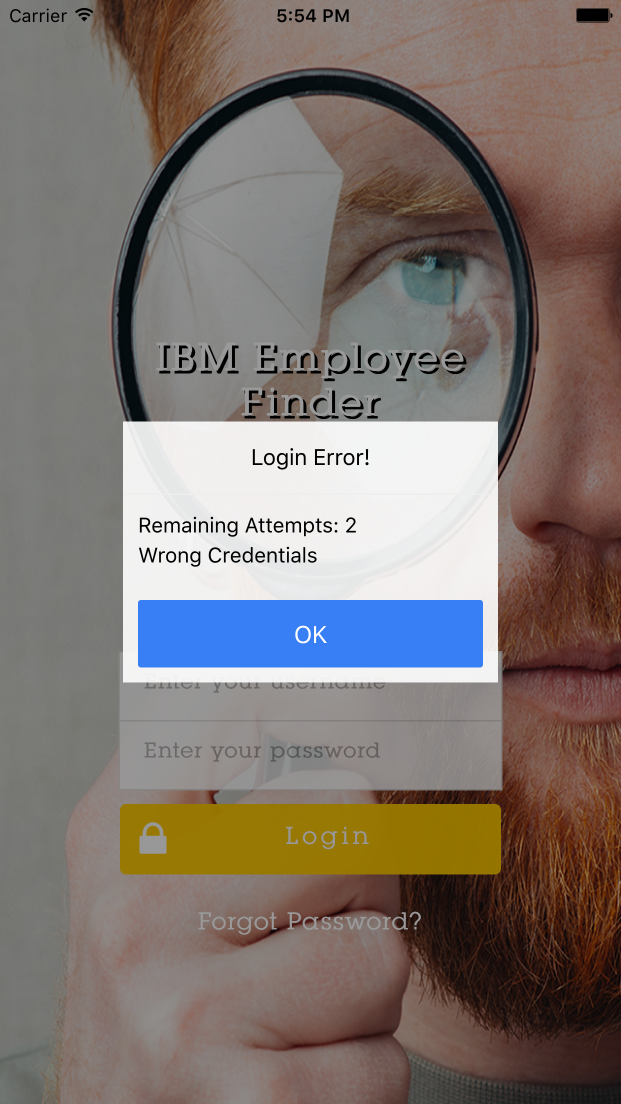 Carrier 5:54 PM
IBM Employee
Finder
Login Error!
Remaining Attempts: 2
Wrong Credentials
OK
Enter your username
Enter your password
Login
Forgot Password?